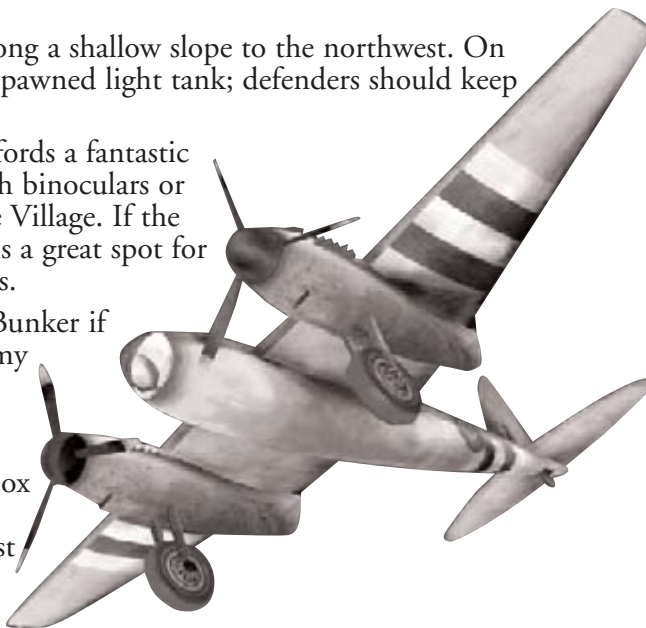 ong a shallow slope to the northwest. On
pawned light tank; defenders should keep
fords a fantastic
h binoculars or
e Village. If the
s a great spot for
s.
Bunker if
my
ox
st